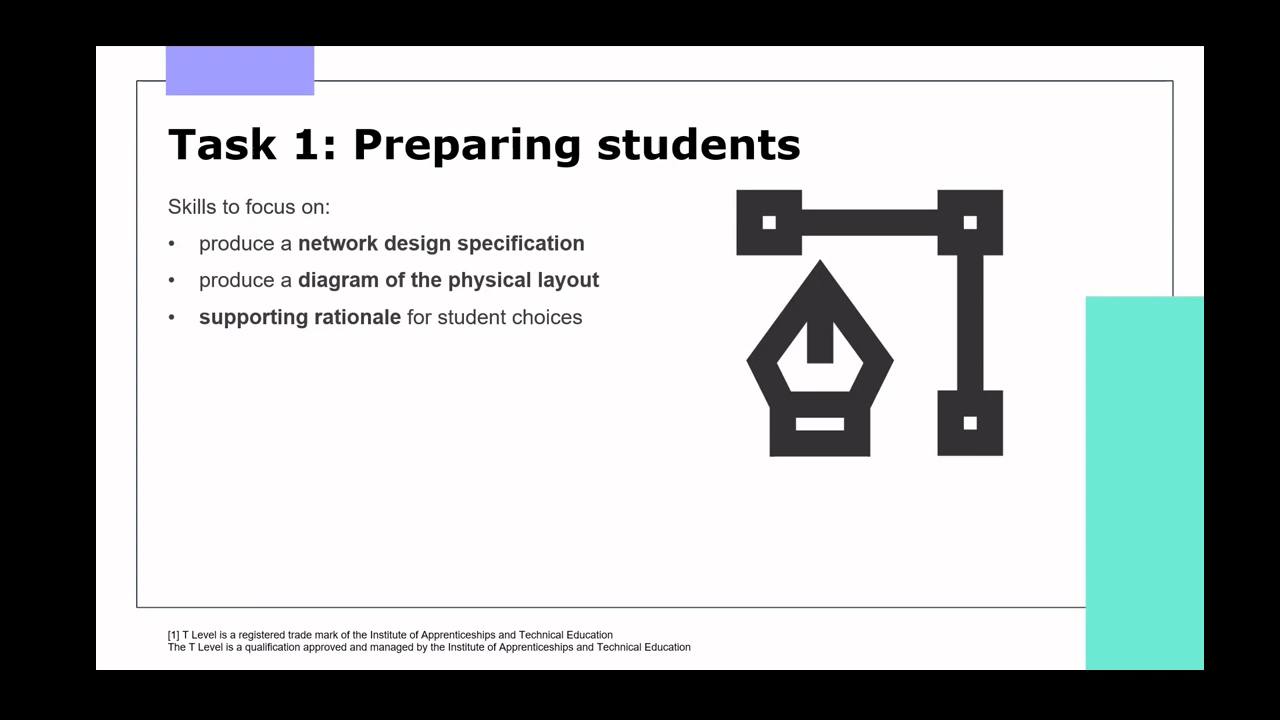 Task 1: Preparing students
Skills to focus on:
• produce a network design specification
• produce a diagram of the physical layout
• supporting rationale for student choices
[1] T Level is a registered trade mark of the Institute of Apprenticeships and Technical Education
The T Level is a qualification approved and managed by the Institute of Apprenticeships and Technical Education